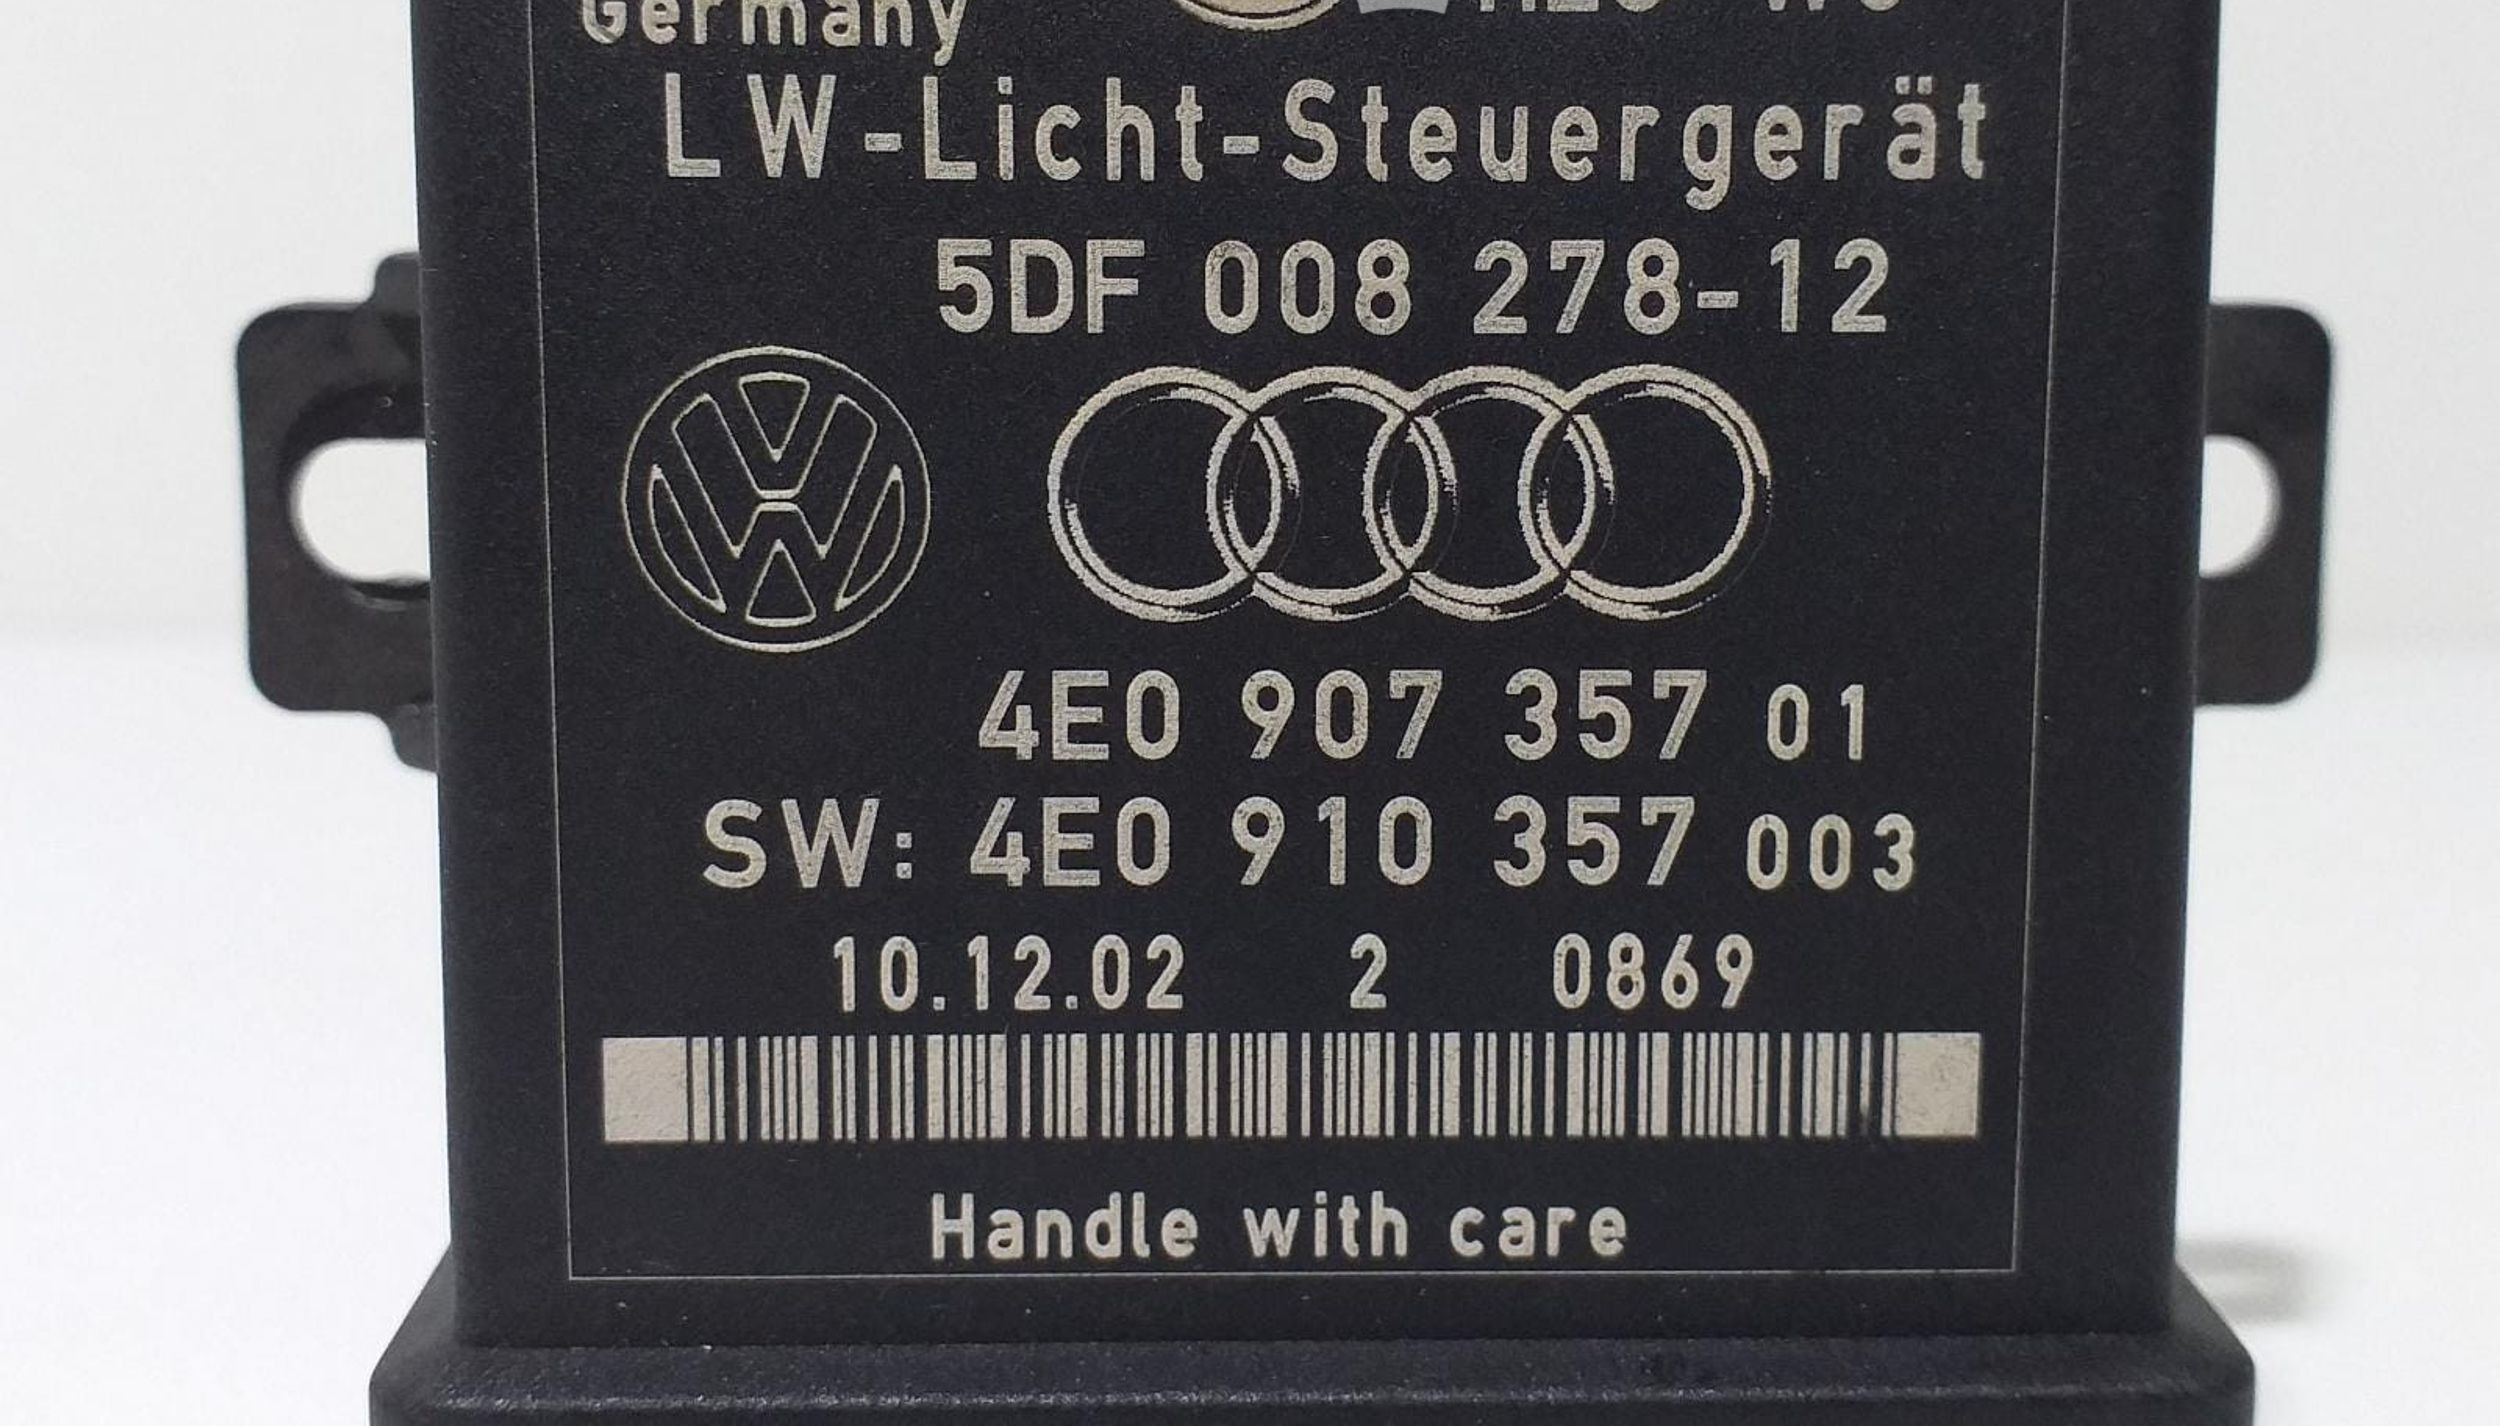 Germany
LW-Licht-Steuergerät
5DF 008 278-12
4E0 907 357 01
SW: 4E0 910 357 003
10.12.02 2 0869
Handle with care